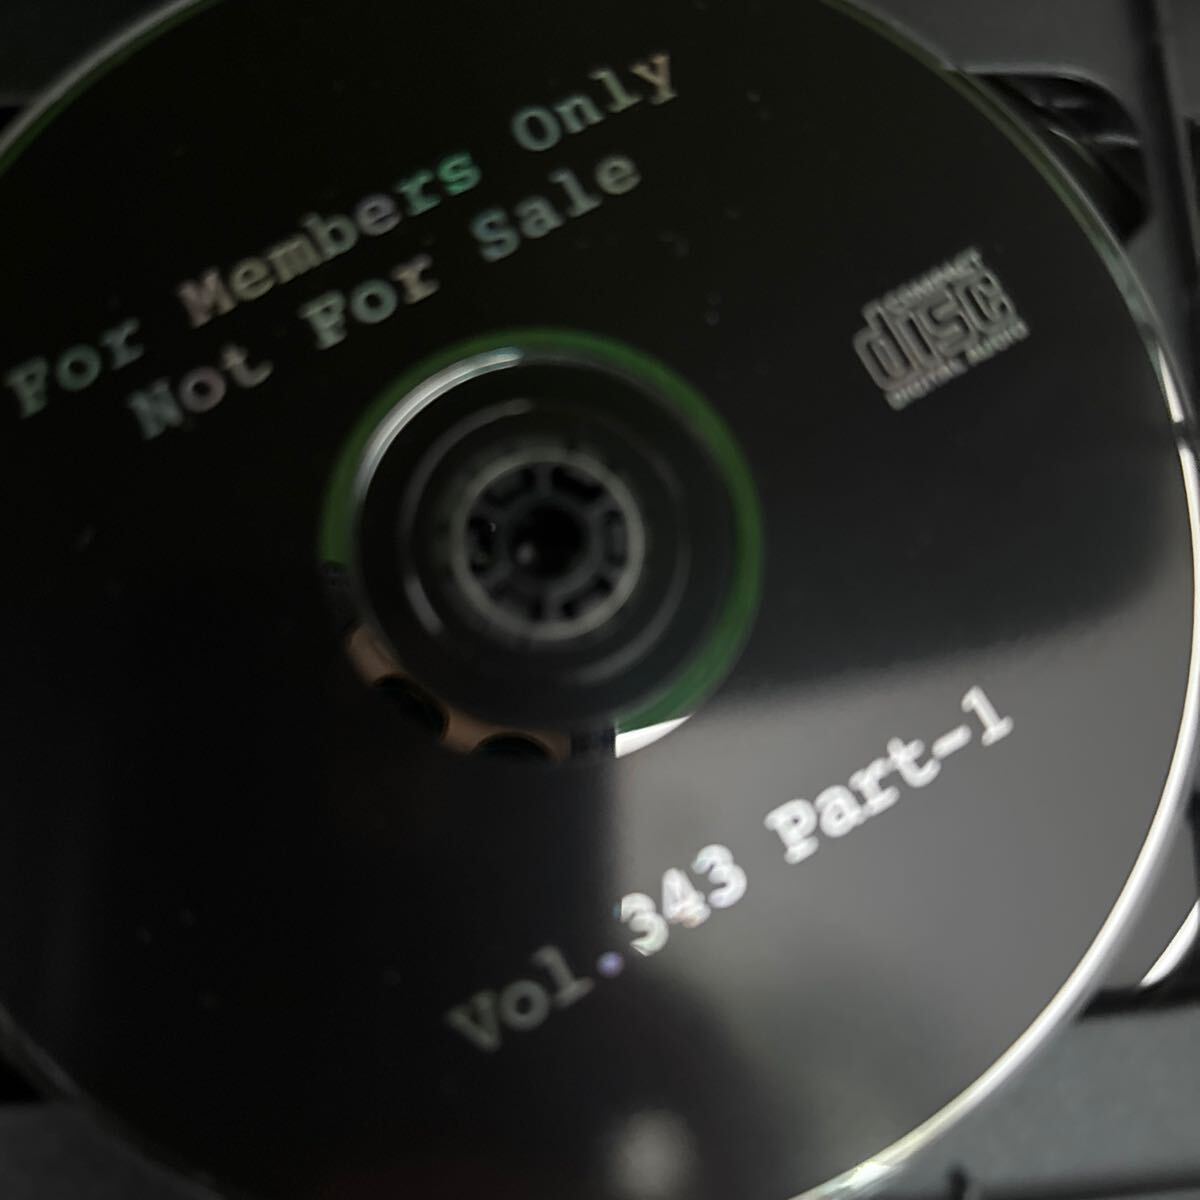 For Members Only
Not For Sale
COMPACT
disc
DIGITAL AUDIO
Vol.343 Part-1